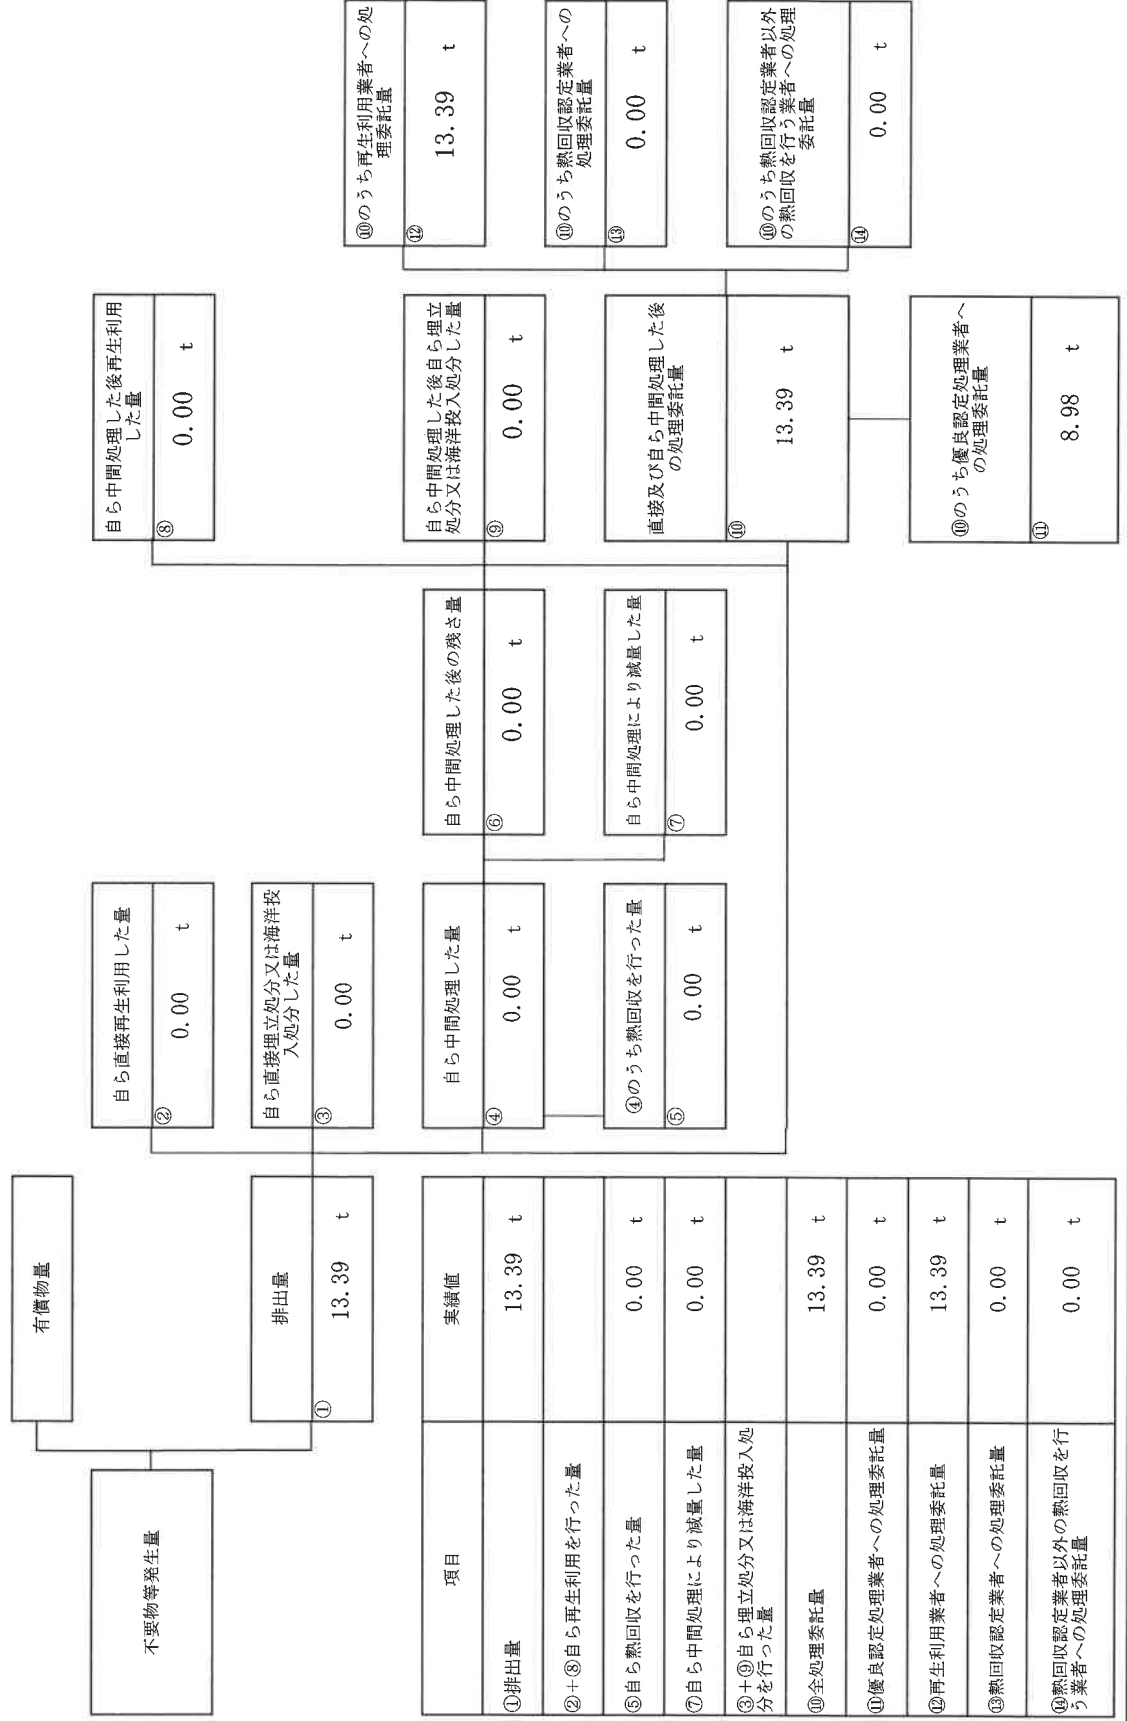 不要物等発生量
有償物量
排出量
①
13.39 t
自ら直接再生利用した量
②
0.00 t
自ら直接埋立処分又は海洋投
入処分した量
③
0.00 t
自ら中間処理した量
④
0.00 t
④のうち熱回収を行った量
⑤
0.00 t
自ら中間処理した後の残さ量
⑥
0.00 t
自ら中間処理により減量した量
⑦
0.00 t
自ら中間処理した後再生利用
した量
⑧
0.00 t
自ら中間処理した後自ら埋立
処分又は海洋投入処分した量
⑨
0.00 t
直接及び自ら中間処理した後
の処理委託量
⑩
13.39 t
⑩のうち優良認定処理業者へ
の処理委託量
⑪
8.98 t
⑩のうち再生利用業者への処
理委託量
⑫
13.39 t
⑩のうち熱回収認定業者への
処理委託量
⑬
0.00 t
⑩のうち熱回収認定業者以外
の熱回収を行う業者への処理
委託量
⑭
0.00 t
項目 実績値
①排出量 13.39 t
②+⑧自ら再生利用を行った量
⑤自ら熱回収を行った量 0.00 t
⑦自ら中間処理により減量した量 0.00 t
③+⑨自ら埋立処分又は海洋投入処
分を行った量
⑩全処理委託量 13.39 t
⑪優良認定処理業者への処理委託量 0.00 t
⑫再生利用業者への処理委託量 13.39 t
⑬熱回収認定業者への処理委託量 0.00 t
⑭熱回収認定業者以外の熱回収を行
う業者への処理委託量 0.00 t